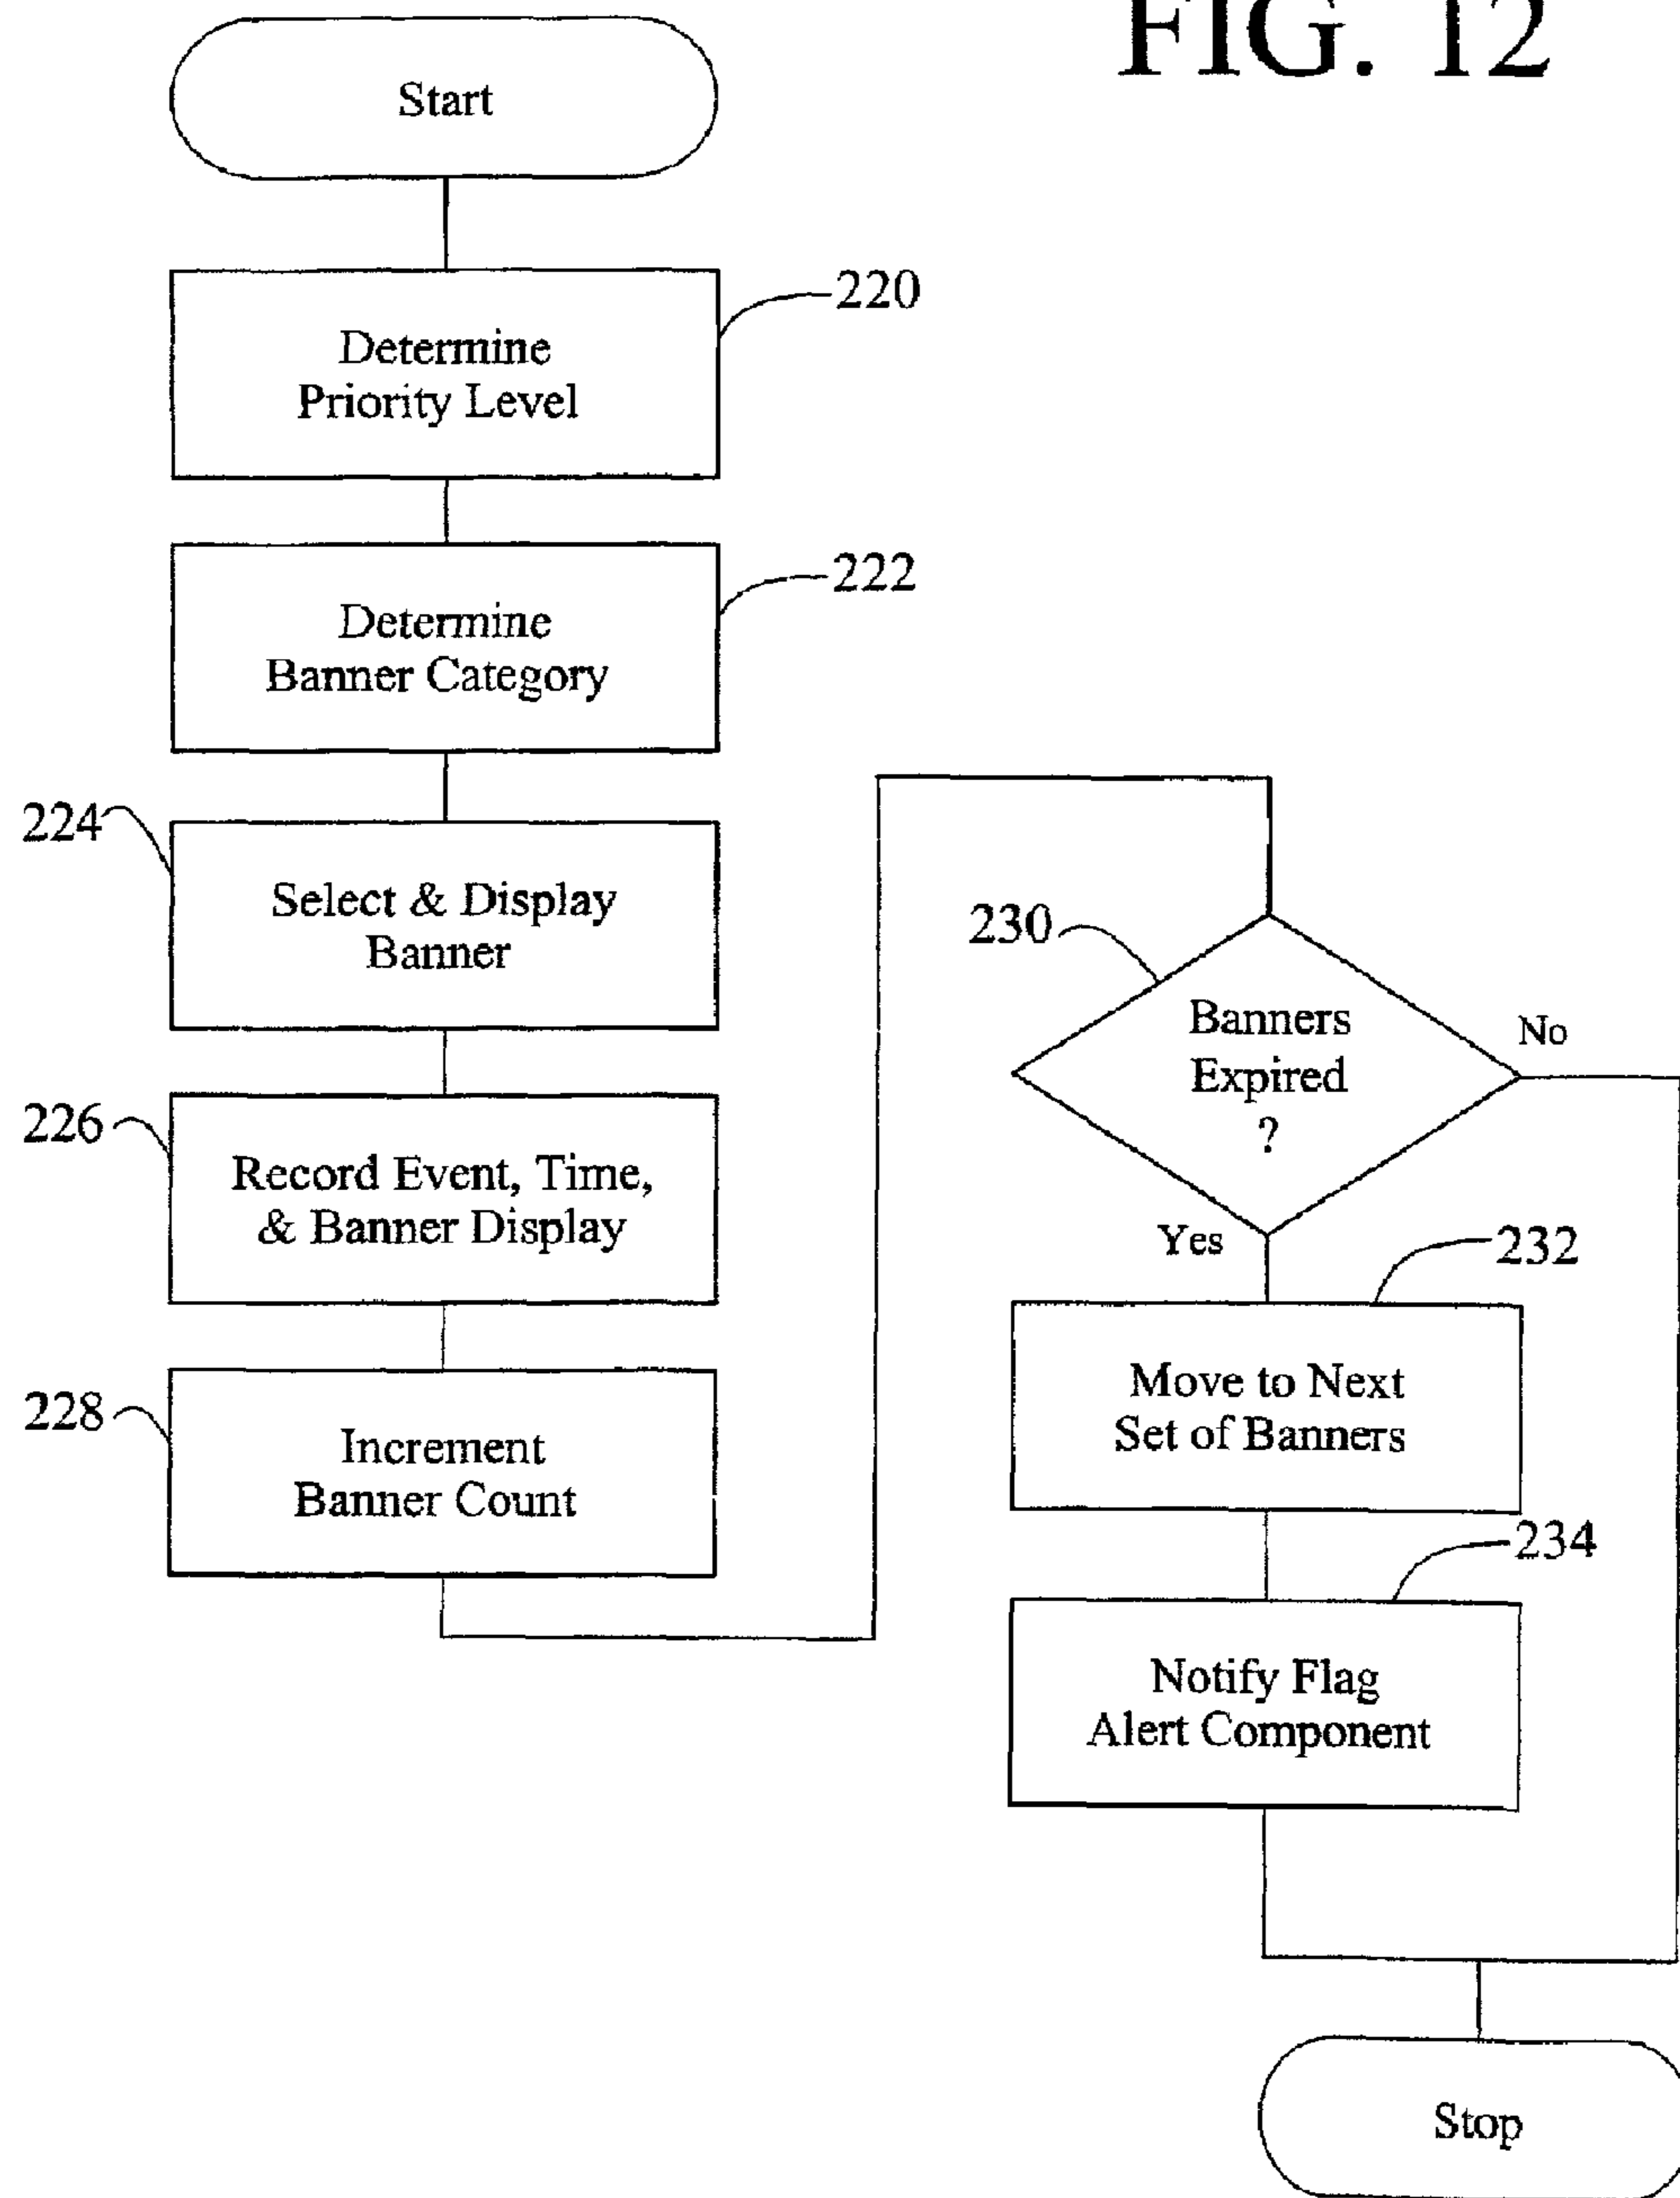 FIG. 12
Start
220
Determine
Priority Level
222
Determine
Banner Category
224
Select & Display
Banner
226
Record Event, Time,
& Banner Display
228
Increment
Banner Count
230
Banners
Expired
?
No
Yes
232
Move to Next
Set of Banners
234
Notify Flag
Alert Component
Stop